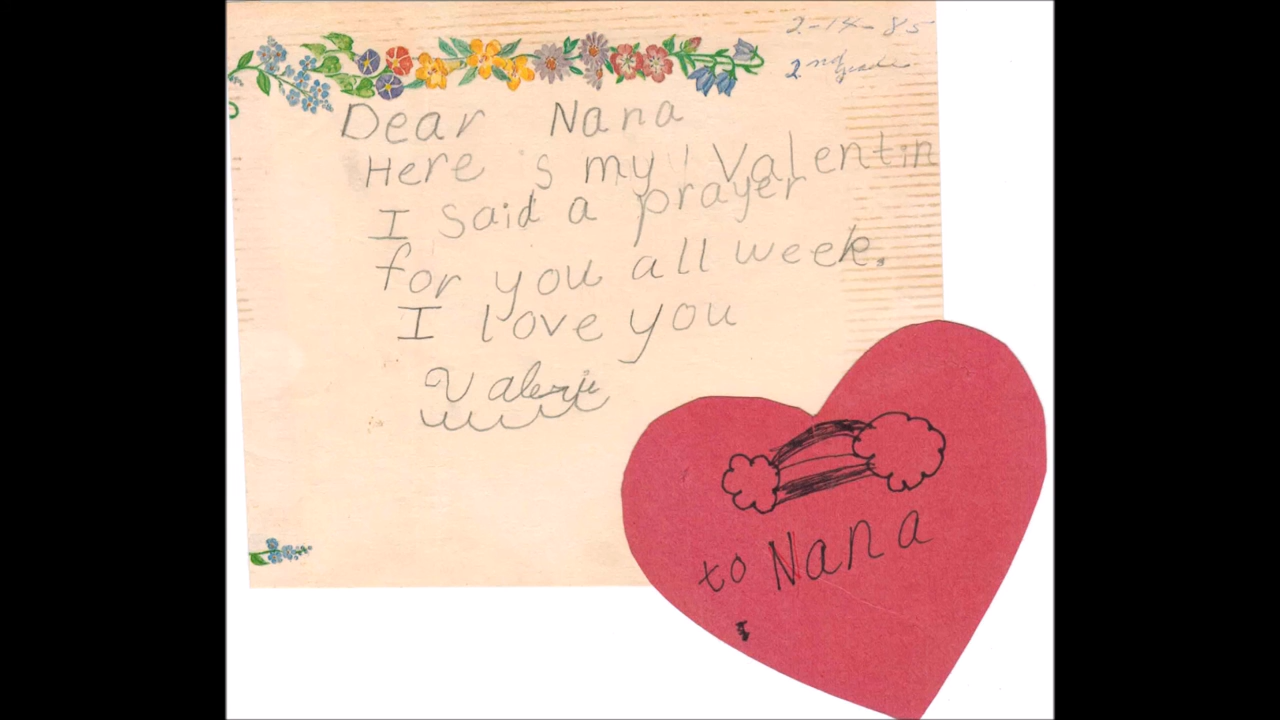 2-14-85
2nd grade
Dear Nana
Here is my Valentin
I said a prayer
for you all week.
I love you
Valerie
to Nana